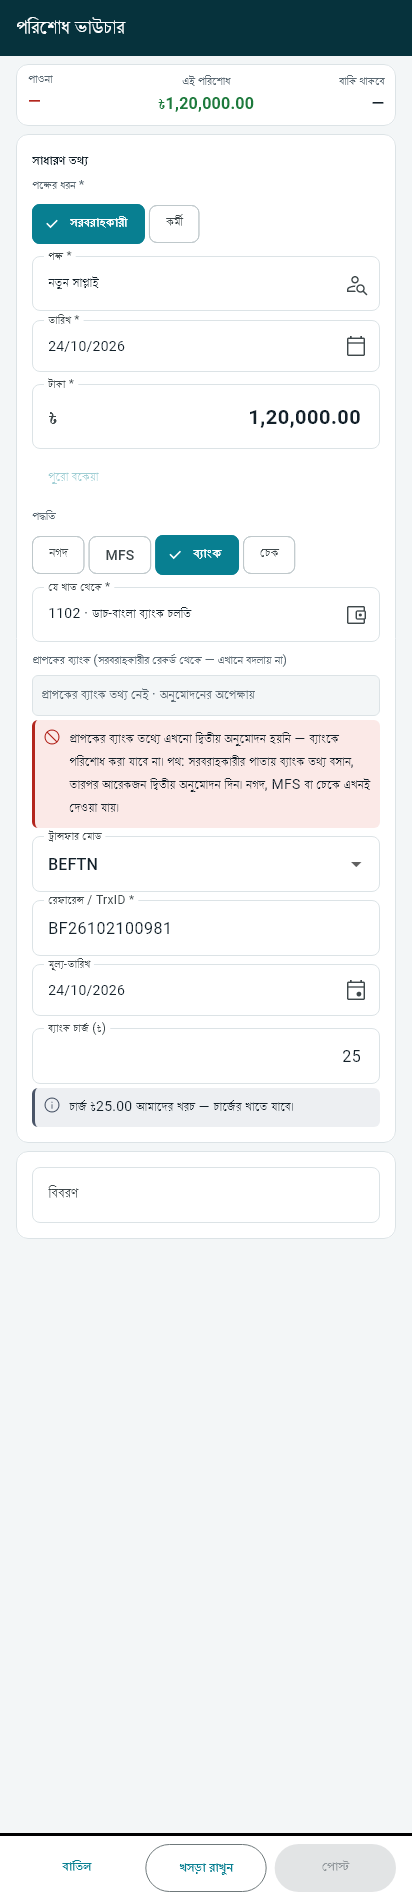 পরিশোধ ভাউচার
পাওনা
এই পরিশোধ
বাকি থাকবে
—
৳1,20,000.00
—
সাধারণ তথ্য
পক্ষের ধরন *
সরবরাহকারী
কর্মী
পক্ষ *
নতুন সাপ্লাই
তারিখ *
24/10/2026
টাকা *
৳
1,20,000.00
পুরো বকেয়া
পদ্ধতি
নগদ
MFS
ব্যাংক
চেক
যে খাত থেকে *
1102 · ডাচ-বাংলা ব্যাংক চলতি
প্রাপকের ব্যাংক (সরবরাহকারীর রেকর্ড থেকে — এখানে বদলায় না)
প্রাপকের ব্যাংক তথ্য নেই · অনুমোদনের অপেক্ষায়
প্রাপকের ব্যাংক তথ্যে এখনো দ্বিতীয় অনুমোদন হয়নি — ব্যাংকে
পরিশোধ করা যাবে না। পথ: সরবরাহকারীর পাতায় ব্যাংক তথ্য বসান,
তারপর আরেকজন দ্বিতীয় অনুমোদন দিন। নগদ, MFS বা চেকে এখনই
দেওয়া যায়।
ট্রান্সফার মোড
BEFTN
রেফারেন্স / TrxID *
BF26102100981
মূল্য-তারিখ
24/10/2026
ব্যাংক চার্জ (৳)
25
চার্জ ৳25.00 আমাদের খরচ — চার্জের খাতে যাবে।
বিবরণ
বাতিল
খসড়া রাখুন
পোস্ট